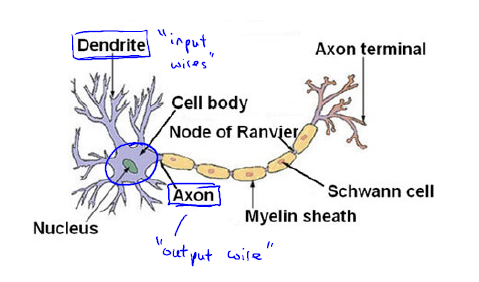 Dendrite
"input
wires"
Axon terminal
Cell body
Node of Ranvier
Axon
Schwann cell
Myelin sheath
Nucleus
"output wire"